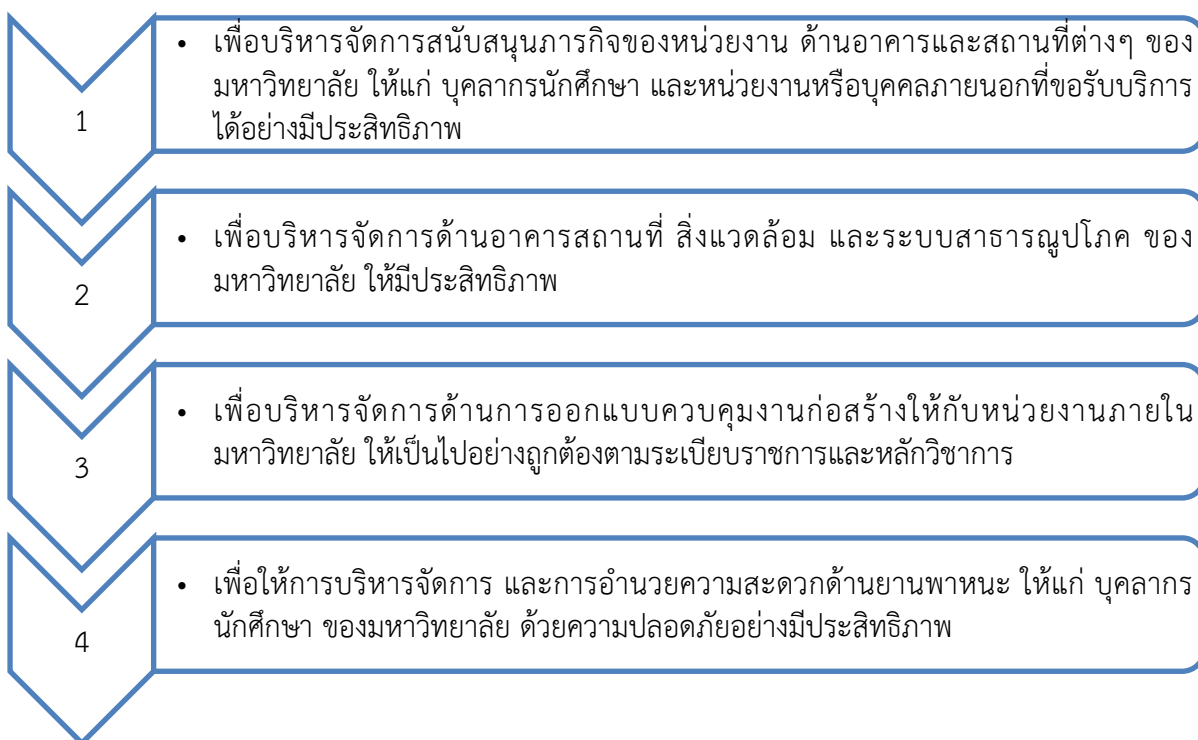 1
• เพื่อบริหารจัดการสนับสนุนภารกิจของหน่วยงาน ด้านอาคารและสถานที่ต่างๆ ของ
มหาวิทยาลัย ให้แก่ บุคลากรนักศึกษา และหน่วยงานหรือบุคคลภายนอกที่ขอรับบริการ
ได้อย่างมีประสิทธิภาพ
2
• เพื่อบริหารจัดการด้านอาคารสถานที่ สิ่งแวดล้อม และระบบสาธารณูปโภค ของ
มหาวิทยาลัย ให้มีประสิทธิภาพ
3
• เพื่อบริหารจัดการด้านการออกแบบควบคุมงานก่อสร้างให้กับหน่วยงานภายใน
มหาวิทยาลัย ให้เป็นไปอย่างถูกต้องตามระเบียบราชการและหลักวิชาการ
4
• เพื่อให้การบริหารจัดการ และการอำนวยความสะดวกด้านยานพาหนะ ให้แก่ บุคลากร
นักศึกษา ของมหาวิทยาลัย ด้วยความปลอดภัยอย่างมีประสิทธิภาพ